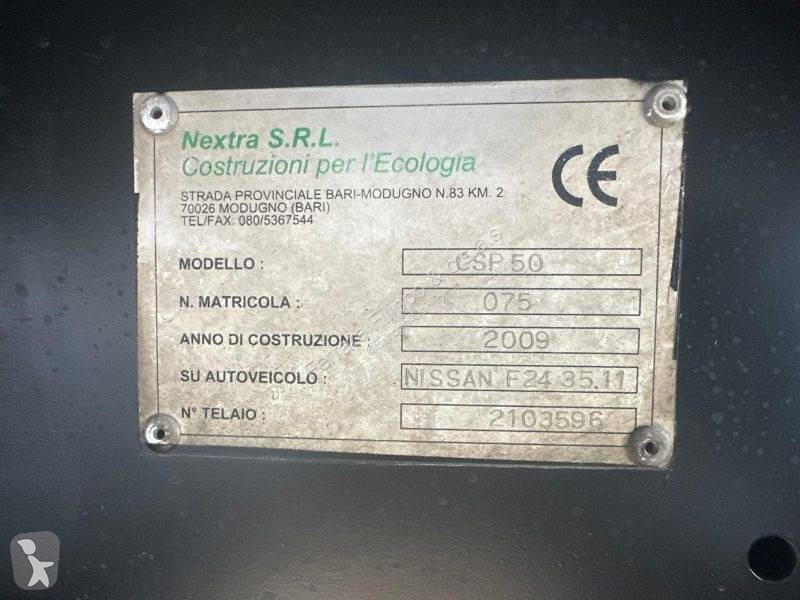 Nextra S.R.L.
Costruzioni per l'Ecologia
CE
STRADA PROVINCIALE BARI-MODUGNO N.83 KM. 2
70026 MODUGNO (BARI)
TEL/FAX: 080/5367544
MODELLO : CSP 50
N. MATRICOLA : 075
ANNO DI COSTRUZIONE : 2009
SU AUTOVEICOLO : NISSAN F24 35.11
N° TELAIO : 2103596